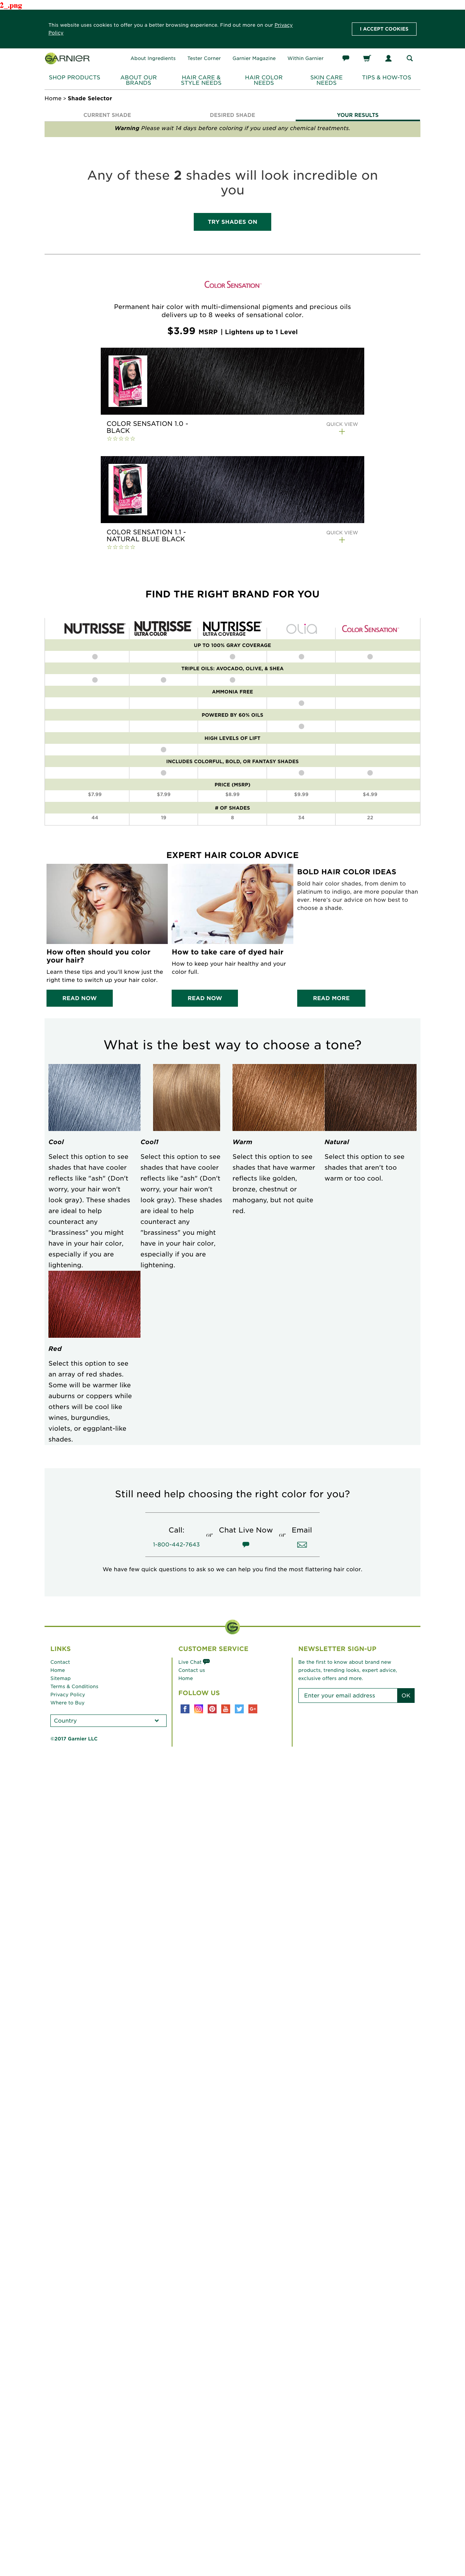 2_.png
This website uses cookies to offer you a better browsing experience. Find out more on our Privacy
Policy
I ACCEPT COOKIES
GARNIER
About Ingredients
Tester Corner
Garnier Magazine
Within Garnier
SHOP PRODUCTS
ABOUT OUR
BRANDS
HAIR CARE &
STYLE NEEDS
HAIR COLOR
NEEDS
SKIN CARE
NEEDS
TIPS & HOW-TOS
Home > Shade Selector
CURRENT SHADE
DESIRED SHADE
YOUR RESULTS
Warning Please wait 14 days before coloring if you used any chemical treatments.
Any of these 2 shades will look incredible on
you
TRY SHADES ON
COLOR SENSATION
Permanent hair color with multi-dimensional pigments and precious oils
delivers up to 8 weeks of sensational color.
$3.99 MSRP | Lightens up to 1 Level
COLOR SENSATION 1.0 -
BLACK
QUICK VIEW
COLOR SENSATION 1.1 -
NATURAL BLUE BLACK
QUICK VIEW
FIND THE RIGHT BRAND FOR YOU
NUTRISSE
NUTRISSE
ULTRA COLOR
NUTRISSE
ULTRA COVERAGE
OLIA
COLOR SENSATION
UP TO 100% GRAY COVERAGE
TRIPLE OILS: AVOCADO, OLIVE, & SHEA
AMMONIA FREE
POWERED BY 60% OILS
HIGH LEVELS OF LIFT
INCLUDES COLORFUL, BOLD, OR FANTASY SHADES
PRICE (MSRP)
$7.99 $7.99 $8.99 $9.99 $4.99
# OF SHADES
44 19 8 34 22
EXPERT HAIR COLOR ADVICE
How often should you color
your hair?
Learn these tips and you'll know just the
right time to switch up your hair color.
READ NOW
How to take care of dyed hair
How to keep your hair healthy and your
color full.
READ NOW
BOLD HAIR COLOR IDEAS
Bold hair color shades, from denim to
platinum to indigo, are more popular than
ever. Here's our advice on how best to
choose a shade.
READ MORE
What is the best way to choose a tone?
Cool
Select this option to see
shades that have cooler
reflects like "ash" (Don't
worry, your hair won't
look gray). These shades
are ideal to help
counteract any
"brassiness" you might
have in your hair color,
especially if you are
lightening.
Cool1
Select this option to see
shades that have cooler
reflects like "ash" (Don't
worry, your hair won't
look gray). These shades
are ideal to help
counteract any
"brassiness" you might
have in your hair color,
especially if you are
lightening.
Warm
Select this option to see
shades that have warmer
reflects like golden,
bronze, chestnut or
mahogany, but not quite
red.
Natural
Select this option to see
shades that aren't too
warm or too cool.
Red
Select this option to see
an array of red shades.
Some will be warmer like
auburns or coppers while
others will be cool like
wines, burgundies,
violets, or eggplant-like
shades.
Still need help choosing the right color for you?
Call:
1-800-442-7643
or
Chat Live Now
or
Email
We have few quick questions to ask so we can help you find the most flattering hair color.
LINKS
Contact
Home
Sitemap
Terms & Conditions
Privacy Policy
Where to Buy
Country
©2017 Garnier LLC
CUSTOMER SERVICE
Live Chat
Contact us
Home
FOLLOW US
NEWSLETTER SIGN-UP
Be the first to know about brand new
products, trending looks, expert advice,
exclusive offers and more.
Enter your email address
OK